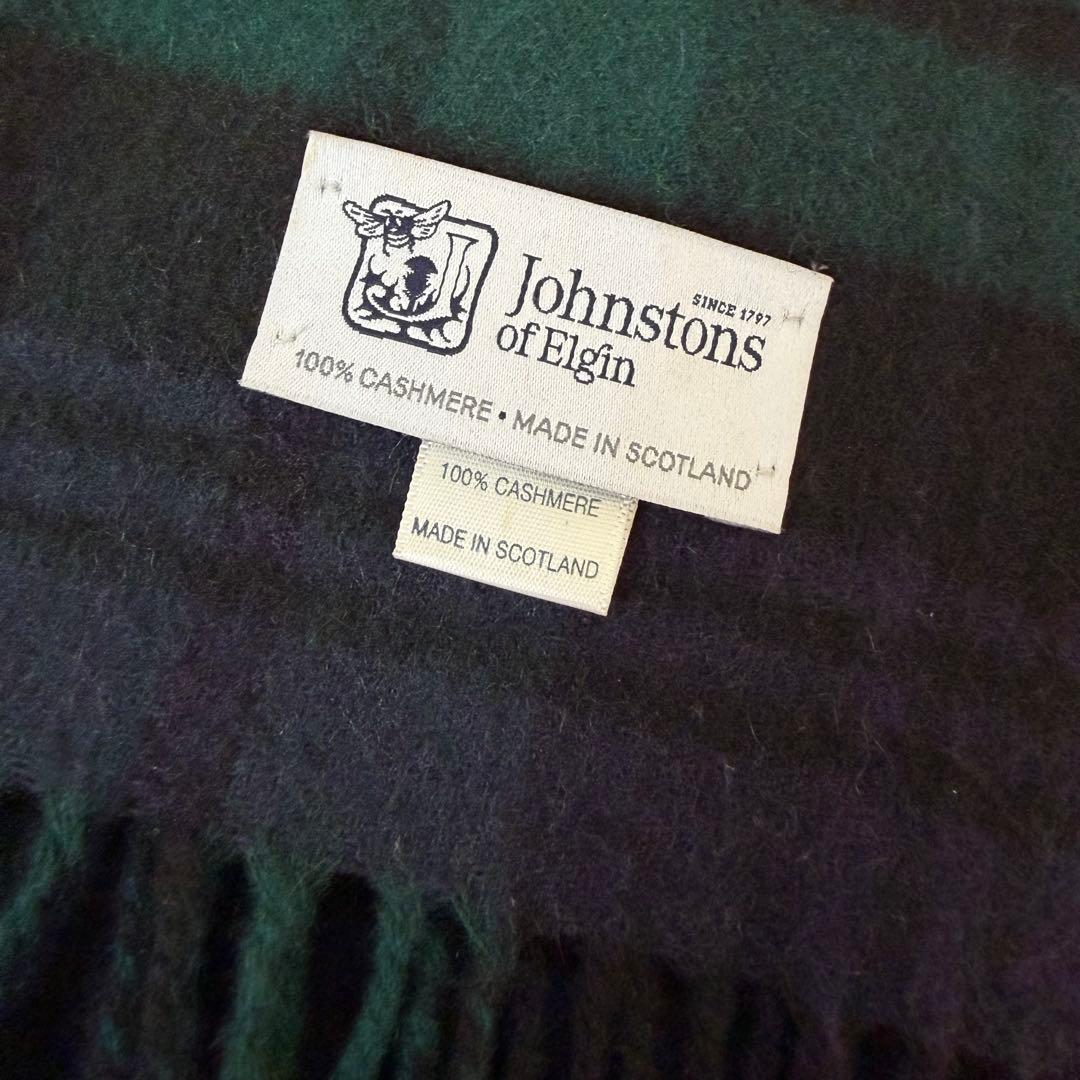 Johnstons
SINCE 1797
of Elgin
100% CASHMERE • MADE IN SCOTLAND
100% CASHMERE
MADE IN SCOTLAND